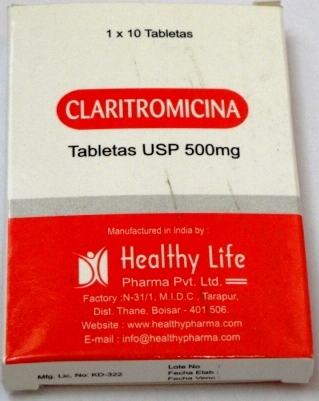 1 x 10 Tabletas
CLARITROMICINA
Tabletas USP 500mg
Manufactured in India by :
Healthy Life
Pharma Pvt. Ltd.
Factory :N-31/1, M.I.D.C., Tarapur,
Dist. Thane, Boisar - 401 506.
Website : www.healthypharma.com
E-mail : info@healthypharma.com
Mfg. Lic. No: KD-322
Lote No :
Fecha Elab :
Fecha Venc :